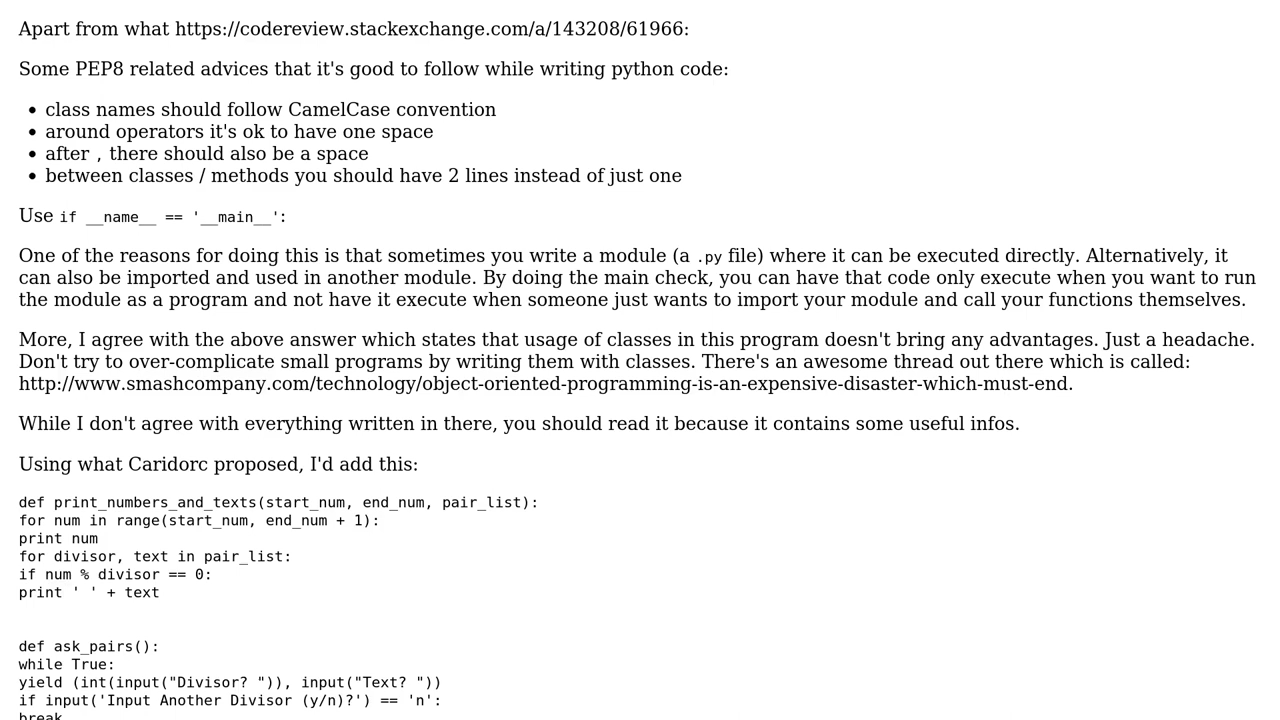 Apart from what https://codereview.stackexchange.com/a/143208/61966:
Some PEP8 related advices that it's good to follow while writing python code:
• class names should follow CamelCase convention
• around operators it's ok to have one space
• after , there should also be a space
• between classes / methods you should have 2 lines instead of just one
Use if __name__ == '__main__':
One of the reasons for doing this is that sometimes you write a module (a .py file) where it can be executed directly. Alternatively, it
can also be imported and used in another module. By doing the main check, you can have that code only execute when you want to run
the module as a program and not have it execute when someone just wants to import your module and call your functions themselves.
More, I agree with the above answer which states that usage of classes in this program doesn't bring any advantages. Just a headache.
Don't try to over-complicate small programs by writing them with classes. There's an awesome thread out there which is called:
http://www.smashcompany.com/technology/object-oriented-programming-is-an-expensive-disaster-which-must-end.
While I don't agree with everything written in there, you should read it because it contains some useful infos.
Using what Caridorc proposed, I'd add this:
def print_numbers_and_texts(start_num, end_num, pair_list):
for num in range(start_num, end_num + 1):
print num
for divisor, text in pair_list:
if num % divisor == 0:
print ' ' + text
def ask_pairs():
while True:
yield (int(input("Divisor? ")), input("Text? "))
if input('Input Another Divisor (y/n)?') == 'n':
break